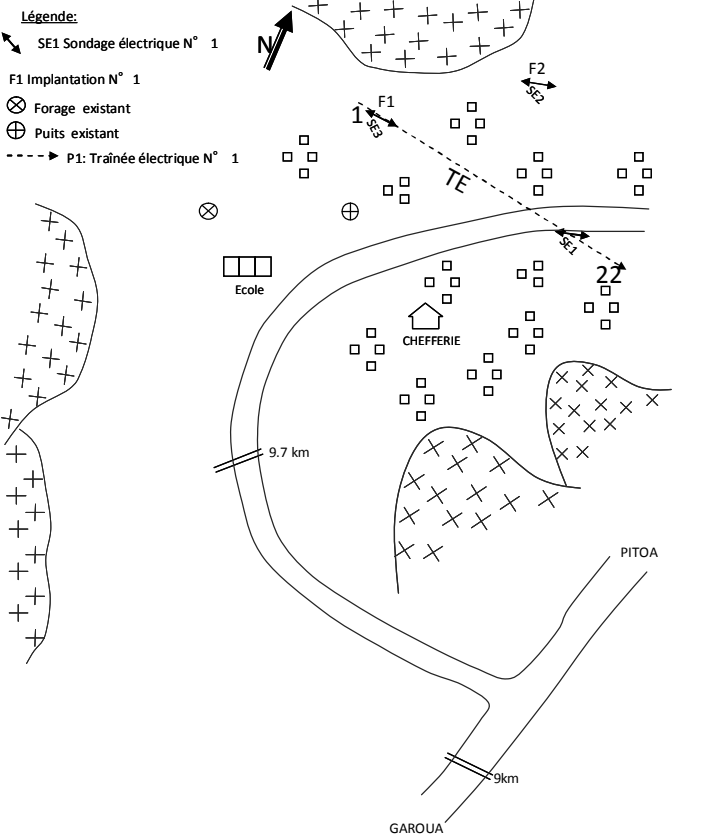 Légende:
SE1 Sondage électrique N° 1
F1 Implantation N° 1
Forage existant
Puits existant
P1: Traînée électrique N° 1
N
F2
SE2
F1
1
SE3
TE
SE1
22
Ecole
CHEFFERIE
9.7 km
PITOA
9km
GAROUA